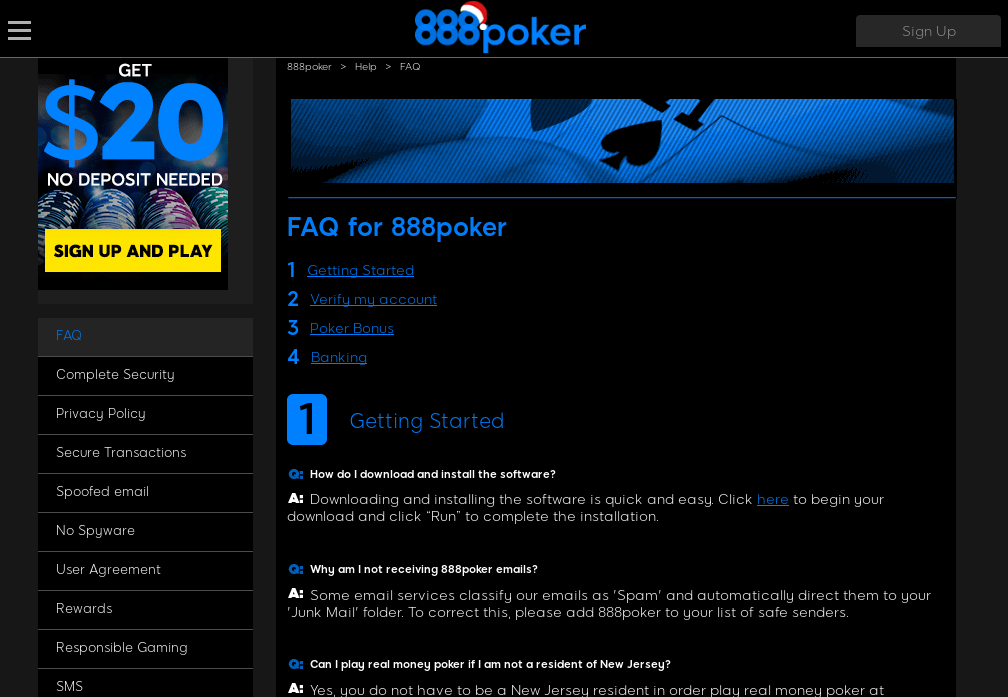 888poker
Sign Up
GET
$20
NO DEPOSIT NEEDED
SIGN UP AND PLAY
FAQ
Complete Security
Privacy Policy
Secure Transactions
Spoofed email
No Spyware
User Agreement
Rewards
Responsible Gaming
SMS
888poker > Help > FAQ
FAQ for 888poker
1 Getting Started
2 Verify my account
3 Poker Bonus
4 Banking
1 Getting Started
Q: How do I download and install the software?
A: Downloading and installing the software is quick and easy. Click here to begin your
download and click “Run” to complete the installation.
Q: Why am I not receiving 888poker emails?
A: Some email services classify our emails as 'Spam' and automatically direct them to your
'Junk Mail' folder. To correct this, please add 888poker to your list of safe senders.
Q: Can I play real money poker if I am not a resident of New Jersey?
A: Yes, you do not have to be a New Jersey resident in order play real money poker at